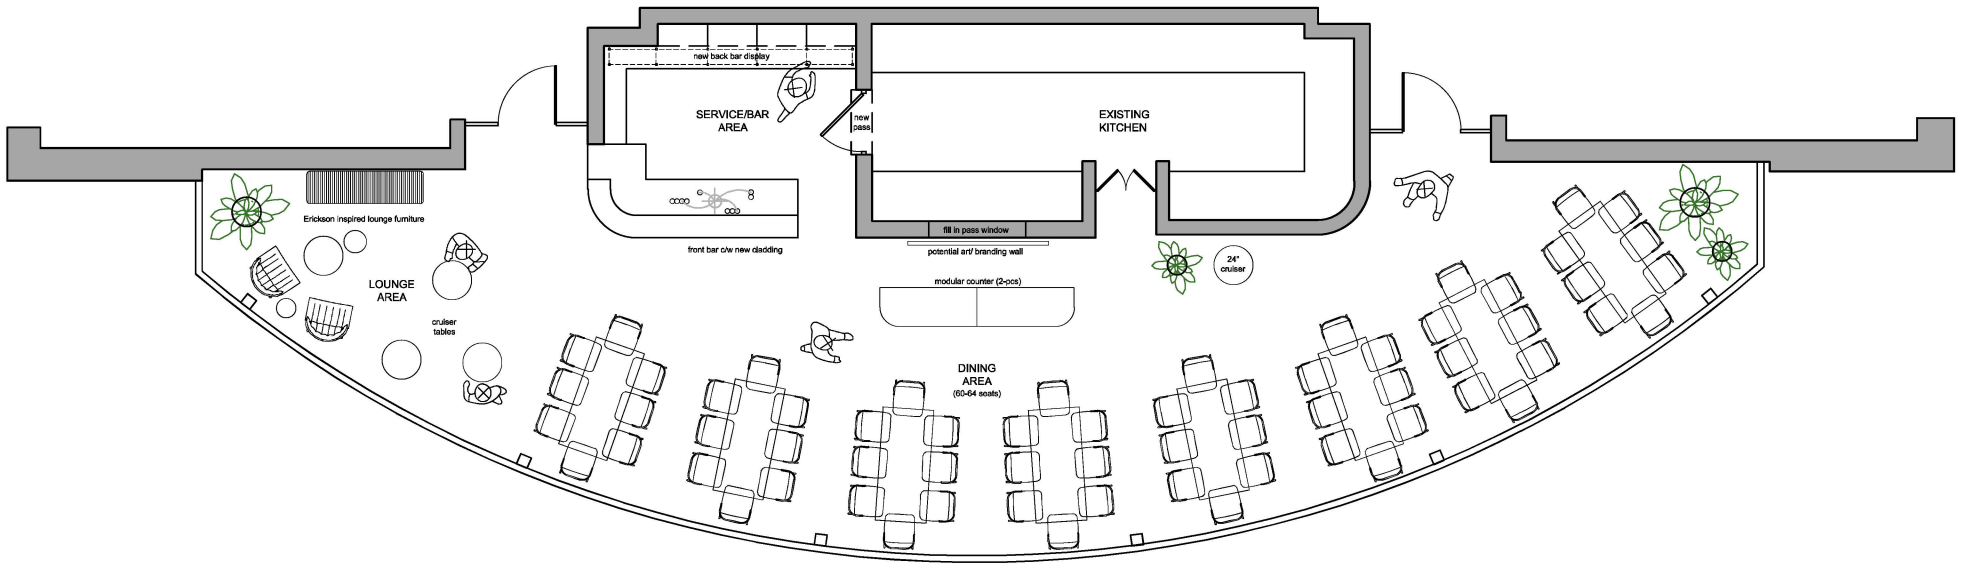 new back bar display
SERVICE/BAR
AREA
new
pass
EXISTING
KITCHEN
Erickson inspired lounge furniture
front bar c/w new cladding
fill in pass window
potential art/ branding wall
24"
cruiser
LOUNGE
AREA
modular counter (2-pcs)
cruiser
tables
DINING
AREA
(60-64 seats)